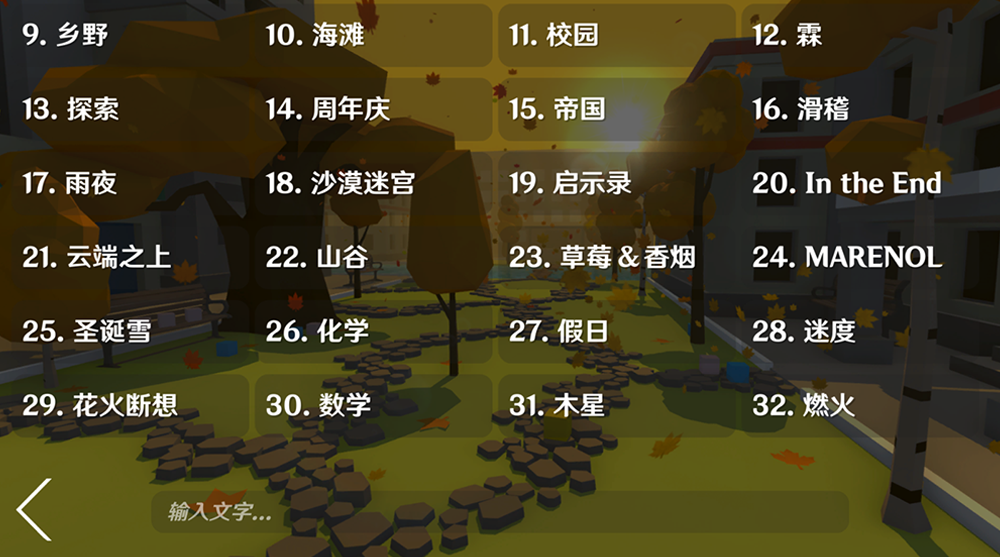 9. 乡野
10. 海滩
11. 校园
12. 霖
13. 探索
14. 周年庆
15. 帝国
16. 滑稽
17. 雨夜
18. 沙漠迷宫
19. 启示录
20. In the End
21. 云端之上
22. 山谷
23. 草莓＆香烟
24. MARENOL
25. 圣诞雪
26. 化学
27. 假日
28. 迷度
29. 花火断想
30. 数学
31. 木星
32. 燃火
输入文字...